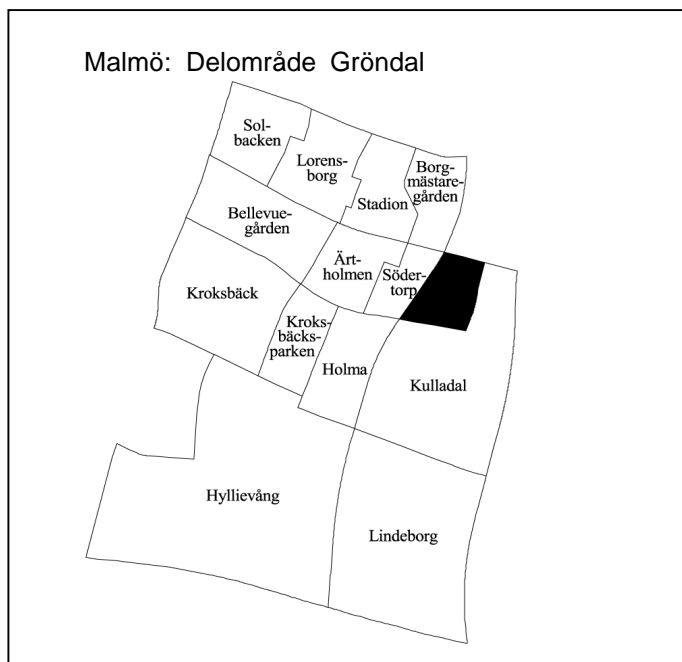 Malmö: Delområde Gröndal
Sol-
backen
Lorens-
borg
Borg-
mästare-
gården
Stadion
Bellevue-
gården
Ärt-
holmen
Söder-
torp
Kroksbäck
Kroks-
bäcks-
parken
Holma
Kulladal
Hyllievång
Lindeborg